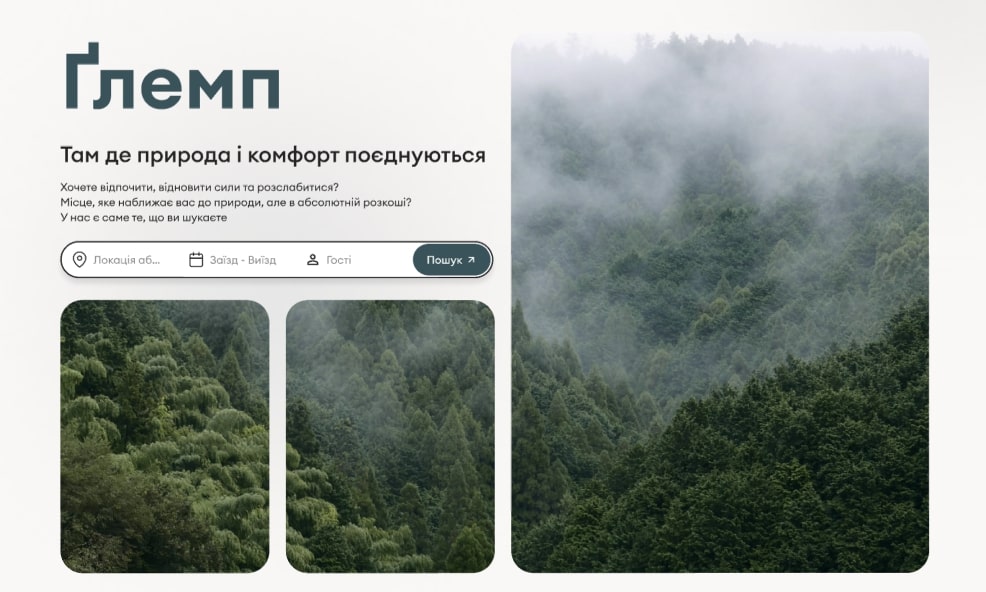 Ґлемп
Там де природа і комфорт поєднуються
Хочете відпочити, відновити сили та розслабитися?
Місце, яке наближає вас до природи, але в абсолютній розкоші?
У нас є саме те, що ви шукаєте
Локація аб... Заїзд - Виїзд Гості Пошук